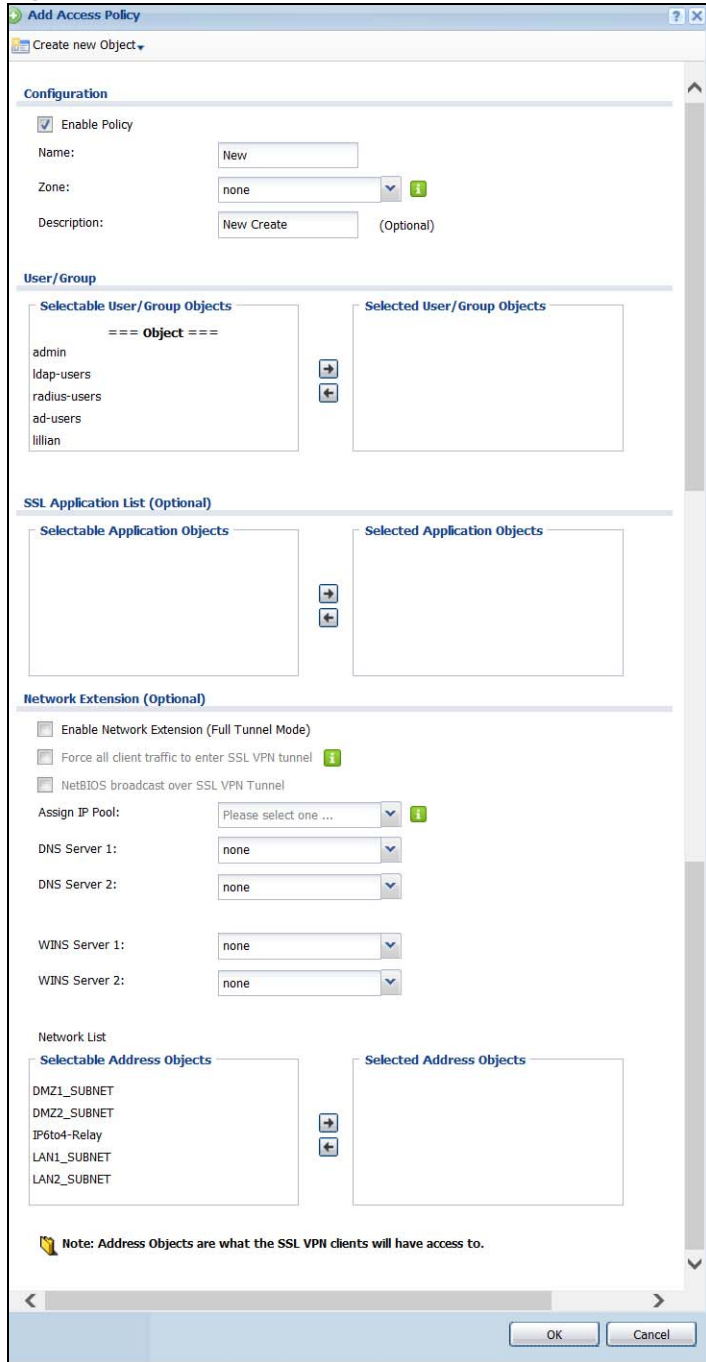 Add Access Policy
Create new Object
Configuration
Enable Policy
Name: New
Zone: none
Description: New Create (Optional)
User/Group
Selectable User/Group Objects Selected User/Group Objects
=== Object ===
admin
ldap-users
radius-users
ad-users
lillian
SSL Application List (Optional)
Selectable Application Objects Selected Application Objects
Network Extension (Optional)
Enable Network Extension (Full Tunnel Mode)
Force all client traffic to enter SSL VPN tunnel
NetBIOS broadcast over SSL VPN Tunnel
Assign IP Pool: Please select one ...
DNS Server 1: none
DNS Server 2: none
WINS Server 1: none
WINS Server 2: none
Network List
Selectable Address Objects Selected Address Objects
DMZ1_SUBNET
DMZ2_SUBNET
IP6to4-Relay
LAN1_SUBNET
LAN2_SUBNET
Note: Address Objects are what the SSL VPN clients will have access to.
OK Cancel